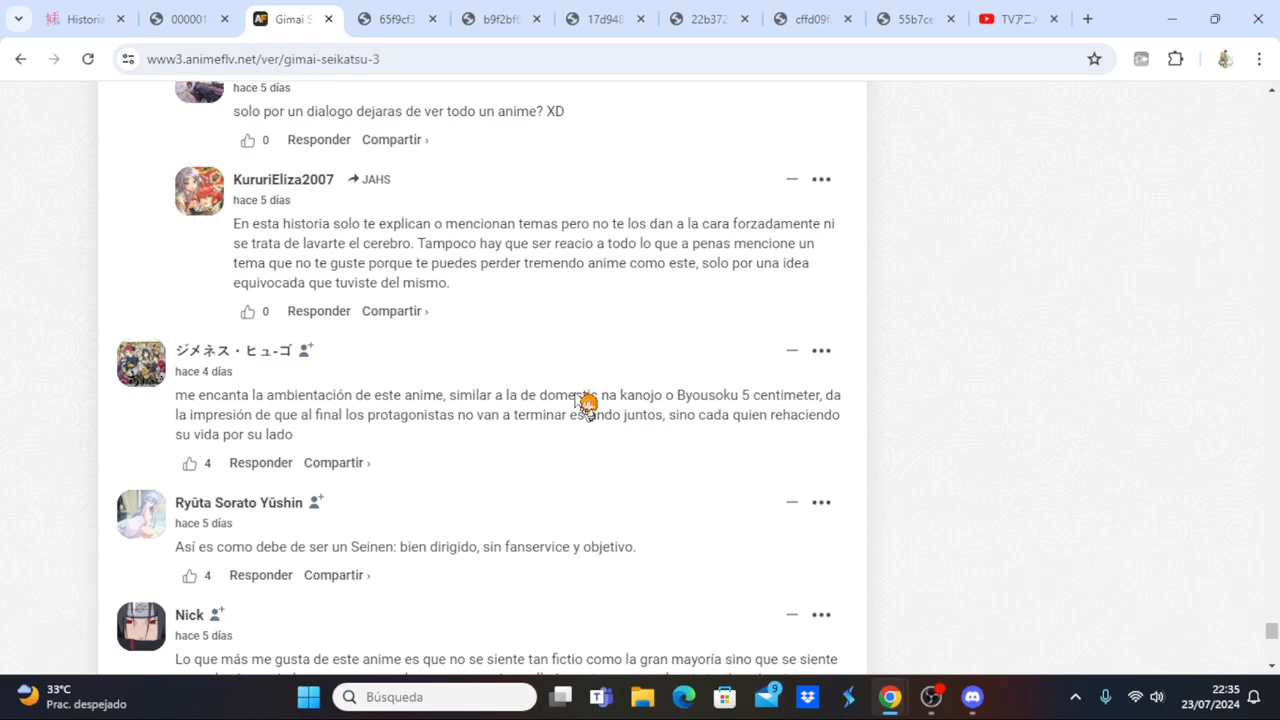 Historia
000001
Gimai S
65f9cf3
b9f2bf6
17d948
22b372
cffd09f
55b7ce
TVアニメ
www3.animeflv.net/ver/gimai-seikatsu-3
hace 5 días
solo por un dialogo dejaras de ver todo un anime? XD
0 Responder Compartir ›
KururiEliza2007 JAHS
hace 5 días
En esta historia solo te explican o mencionan temas pero no te los dan a la cara forzadamente ni
se trata de lavarte el cerebro. Tampoco hay que ser reacio a todo lo que a penas mencione un
tema que no te guste porque te puedes perder tremendo anime como este, solo por una idea
equivocada que tuviste del mismo.
0 Responder Compartir ›
ジメネス・ヒュ-ゴ
hace 4 días
me encanta la ambientación de este anime, similar a la de domestic na kanojo o Byousoku 5 centimeter, da
la impresión de que al final los protagonistas no van a terminar estando juntos, sino cada quien rehaciendo
su vida por su lado
4 Responder Compartir ›
Ryûta Sorato Yûshin
hace 5 días
Así es como debe de ser un Seinen: bien dirigido, sin fanservice y objetivo.
4 Responder Compartir ›
Nick
hace 5 días
Lo que más me gusta de este anime es que no se siente tan fictio como la gran mayoría sino que se siente
33°C
Prac. despejado
Búsqueda
9
22:35
23/07/2024